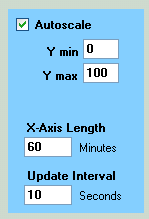 Autoscale
Y min 0
Y max 100
X-Axis Length
60 Minutes
Update Interval
10 Seconds